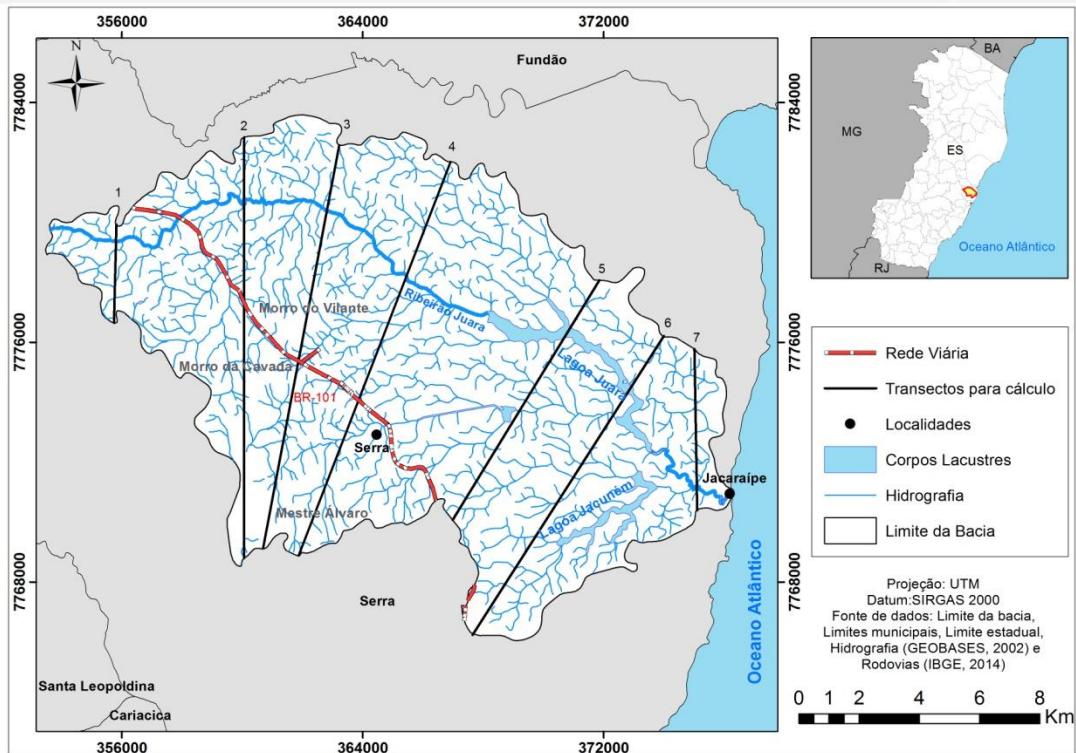 356000
364000
372000
N
Fundão
7784000
7784000
2
3
4
1
5
6
7
Morro do Vilante
Ribeirão Juara
7776000
7776000
Morro da Cavada
Lagoa Juara
BR-101
Serra
Jacaraípe
Mestre Álvaro
Lagoa Jacunem
7768000
7768000
Serra
Oceano Atlântico
Santa Leopoldina
Cariacica
356000
364000
372000
BA
MG
ES
Oceano Atlântico
RJ
Rede Viária
Transectos para cálculo
Localidades
Corpos Lacustres
Hidrografia
Limite da Bacia
Projeção: UTM
Datum:SIRGAS 2000
Fonte de dados: Limite da bacia,
Limites municipais, Limite estadual,
Hidrografia (GEOBASES, 2002) e
Rodovias (IBGE, 2014)
0 1 2 4 6 8
Km